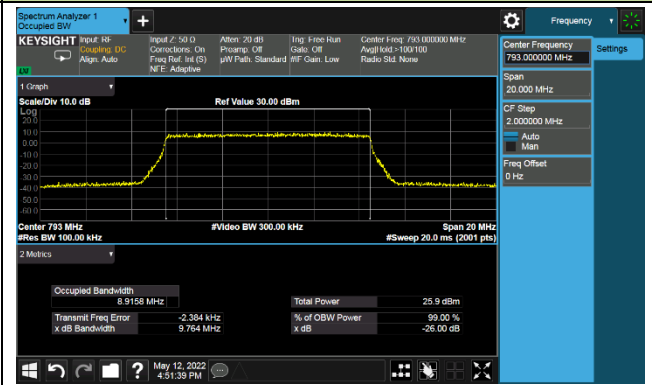 Spectrum Analyzer 1
Occupied BW
Frequency
KEYSIGHT
Input: RF
Coupling: DC
Align: Auto
Input Z: 50 Ω
Corrections: On
Freq Ref: Int (S)
NFE: Adaptive
Atten: 20 dB
Preamp: Off
µW Path: Standard
Trig: Free Run
Gate: Off
#IF Gain: Low
Center Freq: 793.000000 MHz
Avg|Hold:>100/100
Radio Std: None
Center Frequency
793.000000 MHz
Settings
Span
20.000 MHz
CF Step
2.000000 MHz
Auto
Man
Freq Offset
0 Hz
1 Graph
Scale/Div 10.0 dB
Ref Value 30.00 dBm
Log
20.0
10.0
0.00
-10.0
-20.0
-30.0
-40.0
-50.0
-60.0
Center 793 MHz
#Video BW 300.00 kHz
Span 20 MHz
#Res BW 100.00 kHz
#Sweep 20.0 ms (2001 pts)
2 Metrics
Occupied Bandwidth
8.9158 MHz
Total Power 25.9 dBm
Transmit Freq Error -2.384 kHz
% of OBW Power 99.00 %
x dB Bandwidth 9.764 MHz
x dB -26.00 dB
May 12, 2022
4:51:39 PM